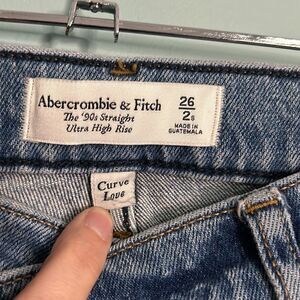 Abercrombie & Fitch
The '90s Straight
Ultra High Rise
26
2S
MADE IN
GUATEMALA
Curve
Love